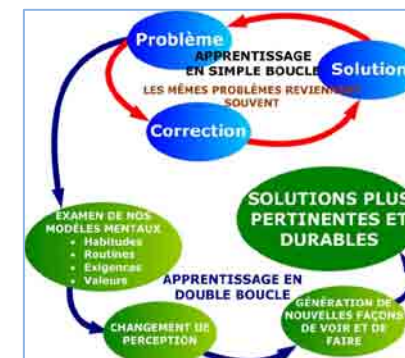 Problème
APPRENTISSAGE
EN SIMPLE BOUCLE
Solution
LES MÊMES PROBLÈMES REVIENNENT
SOUVENT
Correction
EXAMEN DE NOS
MODÈLES MENTAUX
• Habitudes
• Routines
• Exigences
• Valeurs
SOLUTIONS PLUS
PERTINENTES ET
DURABLES
APPRENTISSAGE EN
DOUBLE BOUCLE
CHANGEMENT DE
PERCEPTION
GÉNÉRATION DE
NOUVELLES FAÇONS
DE VOIR ET DE
FAIRE